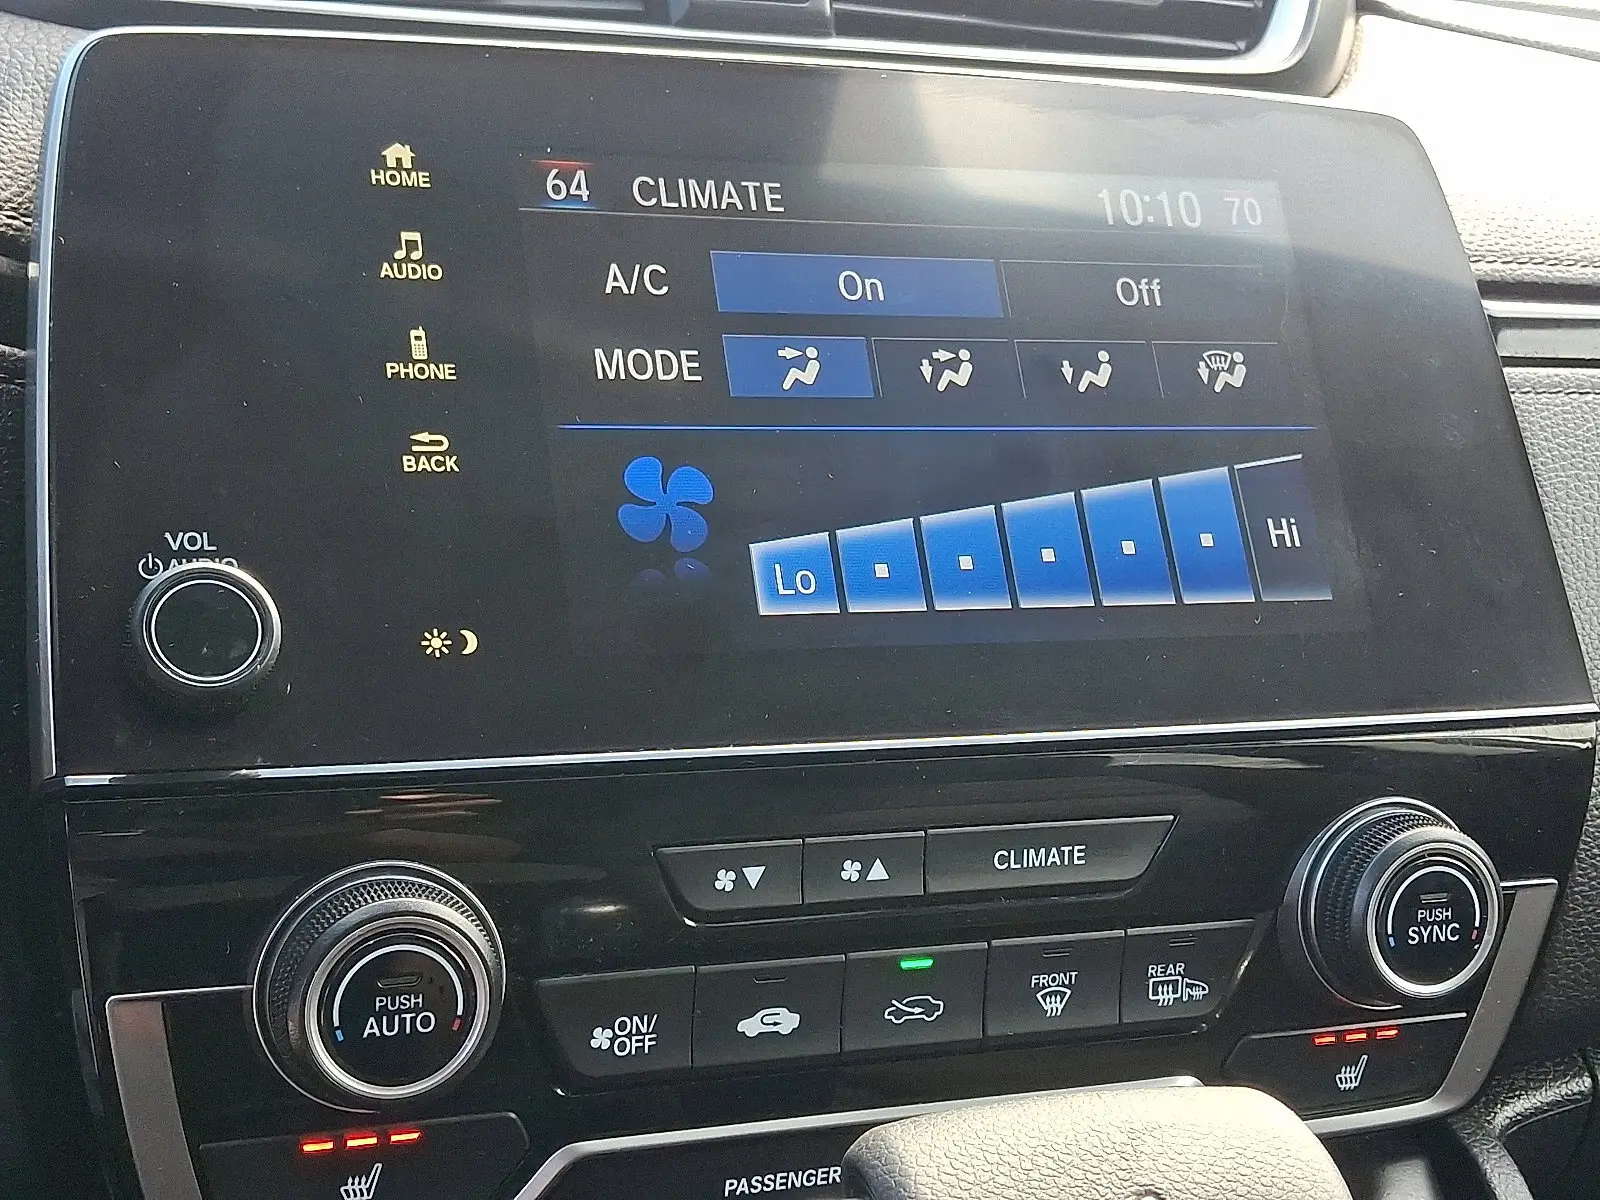 HOME
AUDIO
PHONE
BACK
VOL
AUDIO
64 CLIMATE 10:10 70
A/C On Off
MODE
Lo Hi
CLIMATE
PUSH
AUTO
ON/
OFF
FRONT
REAR
PUSH
SYNC
PASSENGER